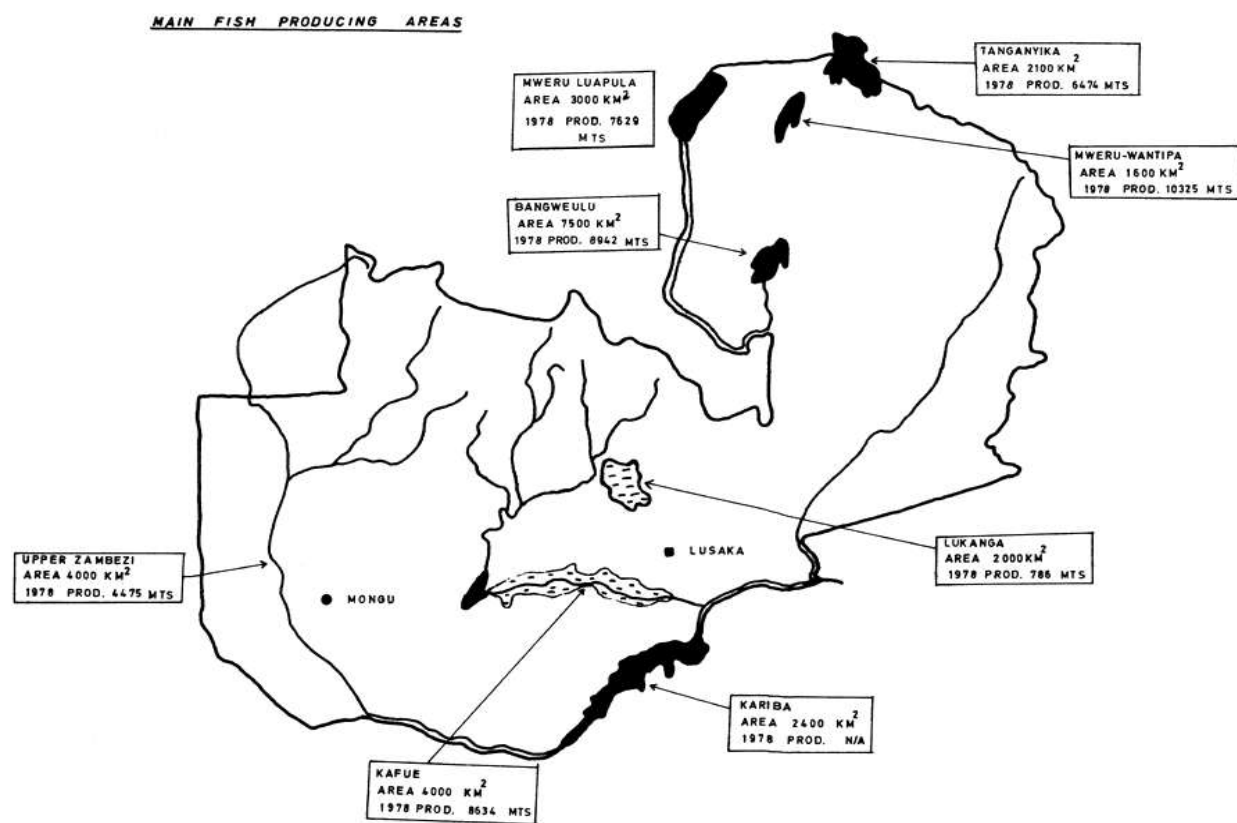 MAIN FISH PRODUCING AREAS
TANGANYIKA
AREA 2100 KM²
1978 PROD. 6474 MTS
MWERU LUAPULA
AREA 3000 KM²
1978 PROD. 7629
MTS
MWERU-WANTIPA
AREA 1600 KM²
1978 PROD. 10325 MTS
BANGWEULU
AREA 7500 KM²
1978 PROD. 8942 MTS
LUSAKA
LUKANGA
AREA 2000KM²
1978 PROD. 786 MTS
UPPER ZAMBEZI
AREA 4000 KM²
1978 PROD. 4475 MTS
MONGU
KARIBA
AREA 2400 KM²
1978 PROD. N/A
KAFUE
AREA 4000 KM²
1978 PROD. 8634 MTS